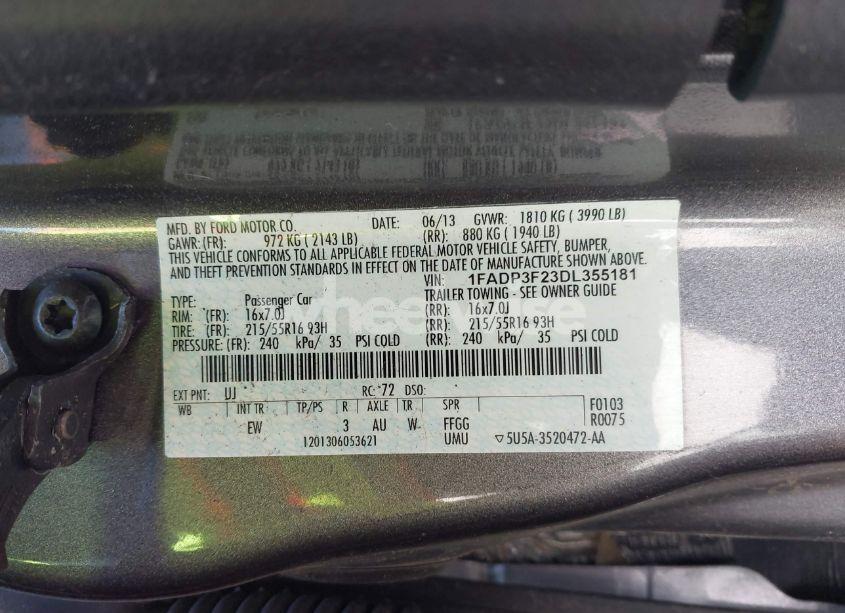 MFD. BY FORD MOTOR CO. DATE: 06/13 GVWR: 1810 KG ( 3990 LB)
GAWR:(FR): 972 KG ( 2143 LB) (RR): 880 KG ( 1940 LB)
THIS VEHICLE CONFORMS TO ALL APPLICABLE FEDERAL MOTOR VEHICLE SAFETY, BUMPER,
AND THEFT PREVENTION STANDARDS IN EFFECT ON THE DATE OF MANUFACTURE SHOWN ABOVE.
VIN: 1FADP3F23DL355181
TYPE: Passenger Car TRAILER TOWING - SEE OWNER GUIDE
RIM: (FR): 16x7.0J (RR): 16x7.0J
TIRE: (FR): 215/55R16 93H (RR): 215/55R16 93H
PRESSURE: (FR): 240 kPa/ 35 PSI COLD (RR): 240 kPa/ 35 PSI COLD
EXT PNT: UJ RC: 72 DSO:
WB INT TR TP/PS R AXLE TR SPR F0103
EW 3 AU W FFGG R0075
1201306053621 UMU ▽5U5A-3520472-AA